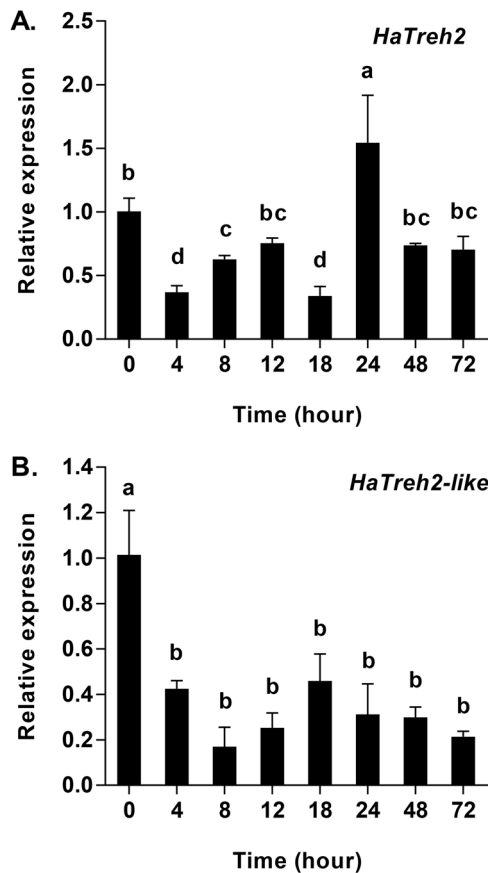 A.
HaTreh2
Relative expression
2.5
2.0
1.5
1.0
0.5
0.0
b
d
c
bc
d
a
bc
bc
0 4 8 12 18 24 48 72
Time (hour)
B.
HaTreh2-like
Relative expression
1.4
1.2
1.0
0.8
0.6
0.4
0.2
0.0
a
b
b
b
b
b
b
b
0 4 8 12 18 24 48 72
Time (hour)